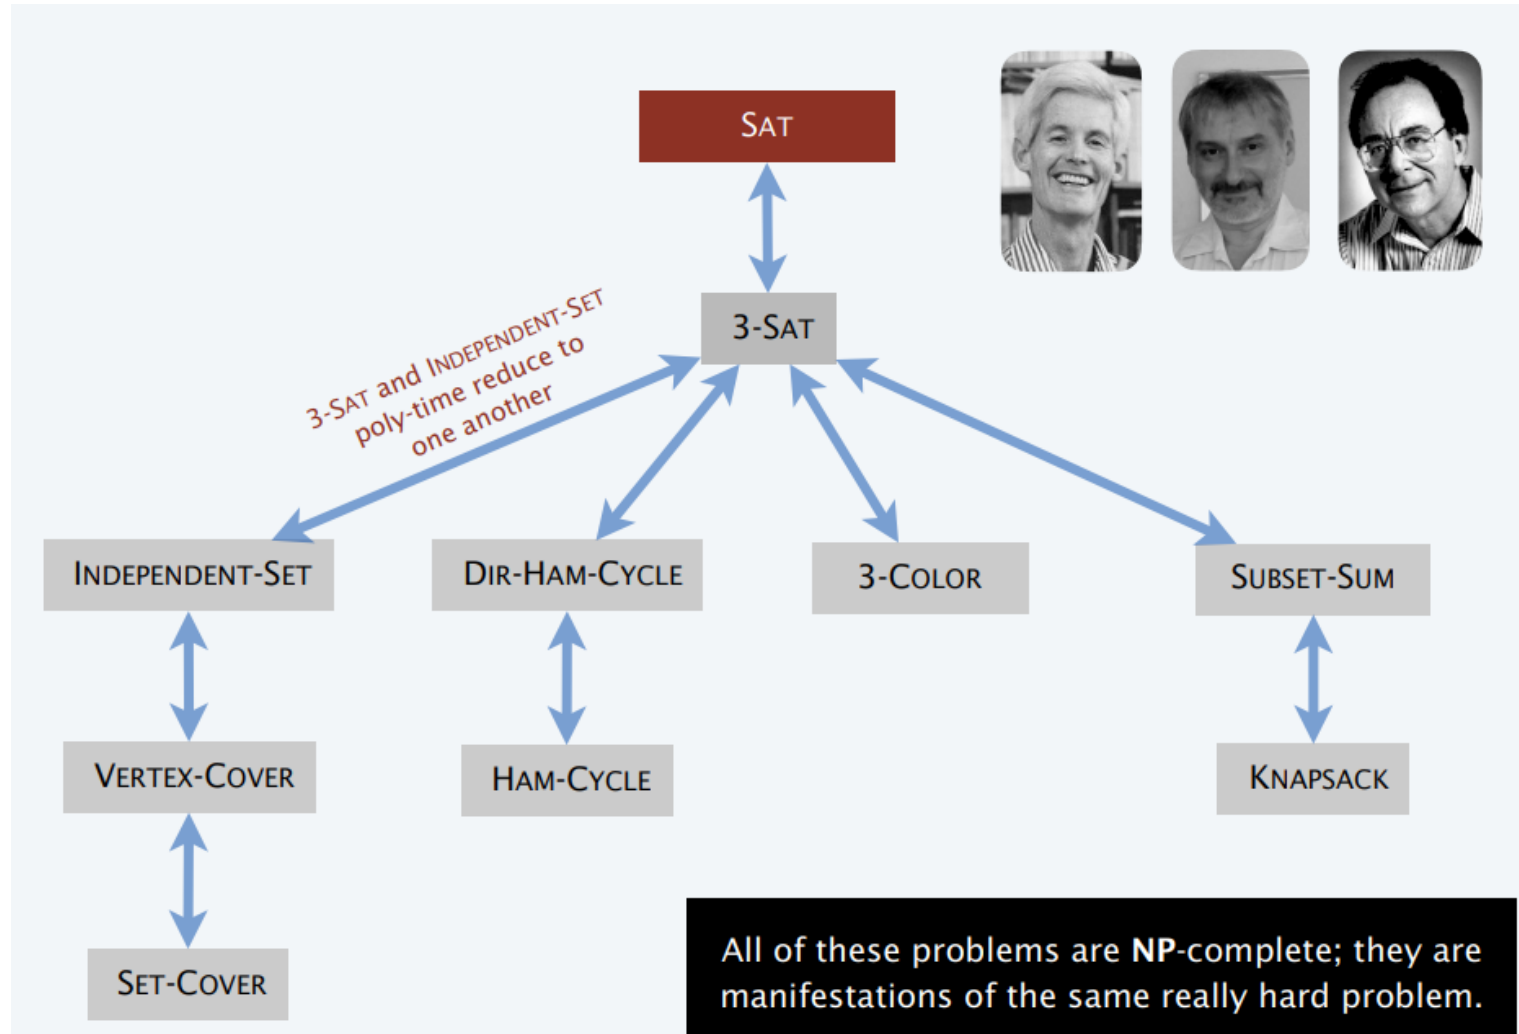 SAT
3-SAT
3-SAT and INDEPENDENT-SET
poly-time reduce to
one another
INDEPENDENT-SET
DIR-HAM-CYCLE
3-COLOR
SUBSET-SUM
VERTEX-COVER
HAM-CYCLE
KNAPSACK
SET-COVER
All of these problems are NP-complete; they are
manifestations of the same really hard problem.